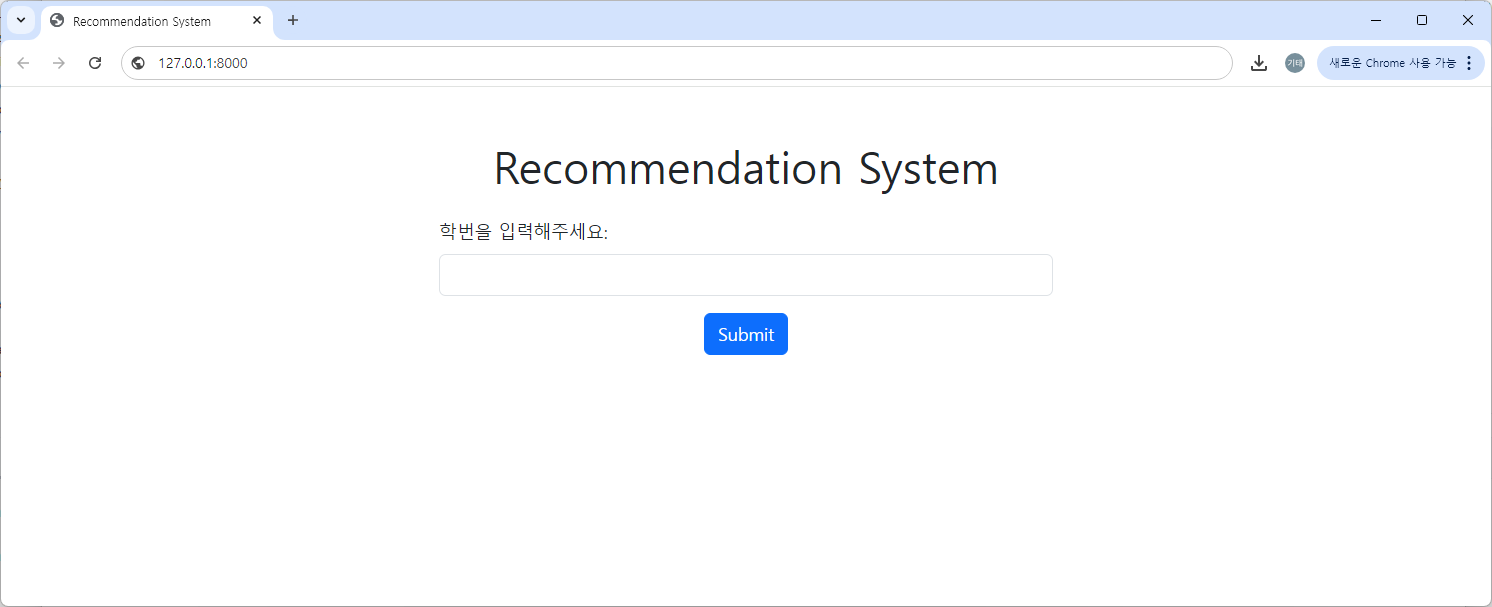 Recommendation System
127.0.0.1:8000
기태
새로운 Chrome 사용 가능
Recommendation System
학번을 입력해주세요:
Submit